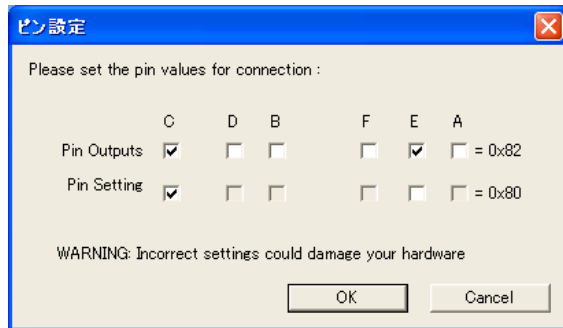 ピン設定
Please set the pin values for connection :
C D B F E A
Pin Outputs = 0x82
Pin Setting = 0x80
WARNING: Incorrect settings could damage your hardware
OK Cancel